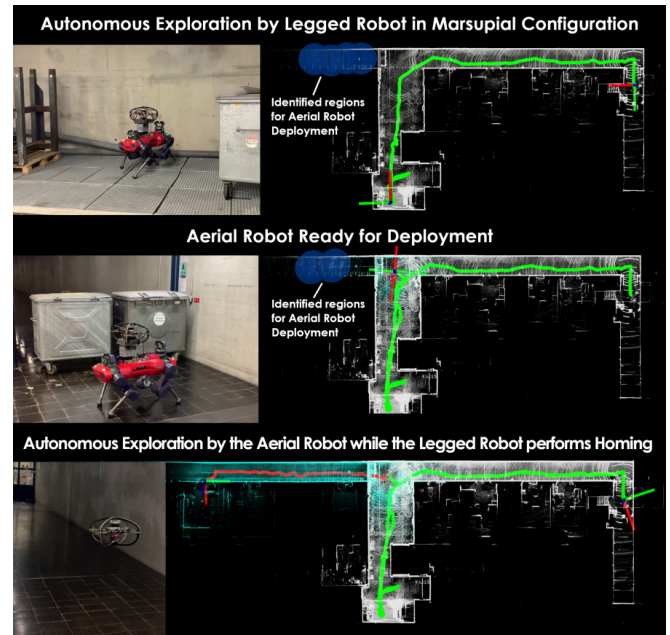 Autonomous Exploration by Legged Robot in Marsupial Configuration
Identified regions
for Aerial Robot
Deployment
Aerial Robot Ready for Deployment
Identified regions
for Aerial Robot
Deployment
Autonomous Exploration by the Aerial Robot while the Legged Robot performs Homing